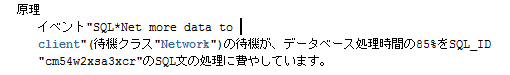 原理
イベント"SQL*Net more data to
client"(待機クラス"Network")の待機が、データベース処理時間の85%をSQL_ID
"cm54w2xsa3xcr"のSQL文の処理に費やしています。